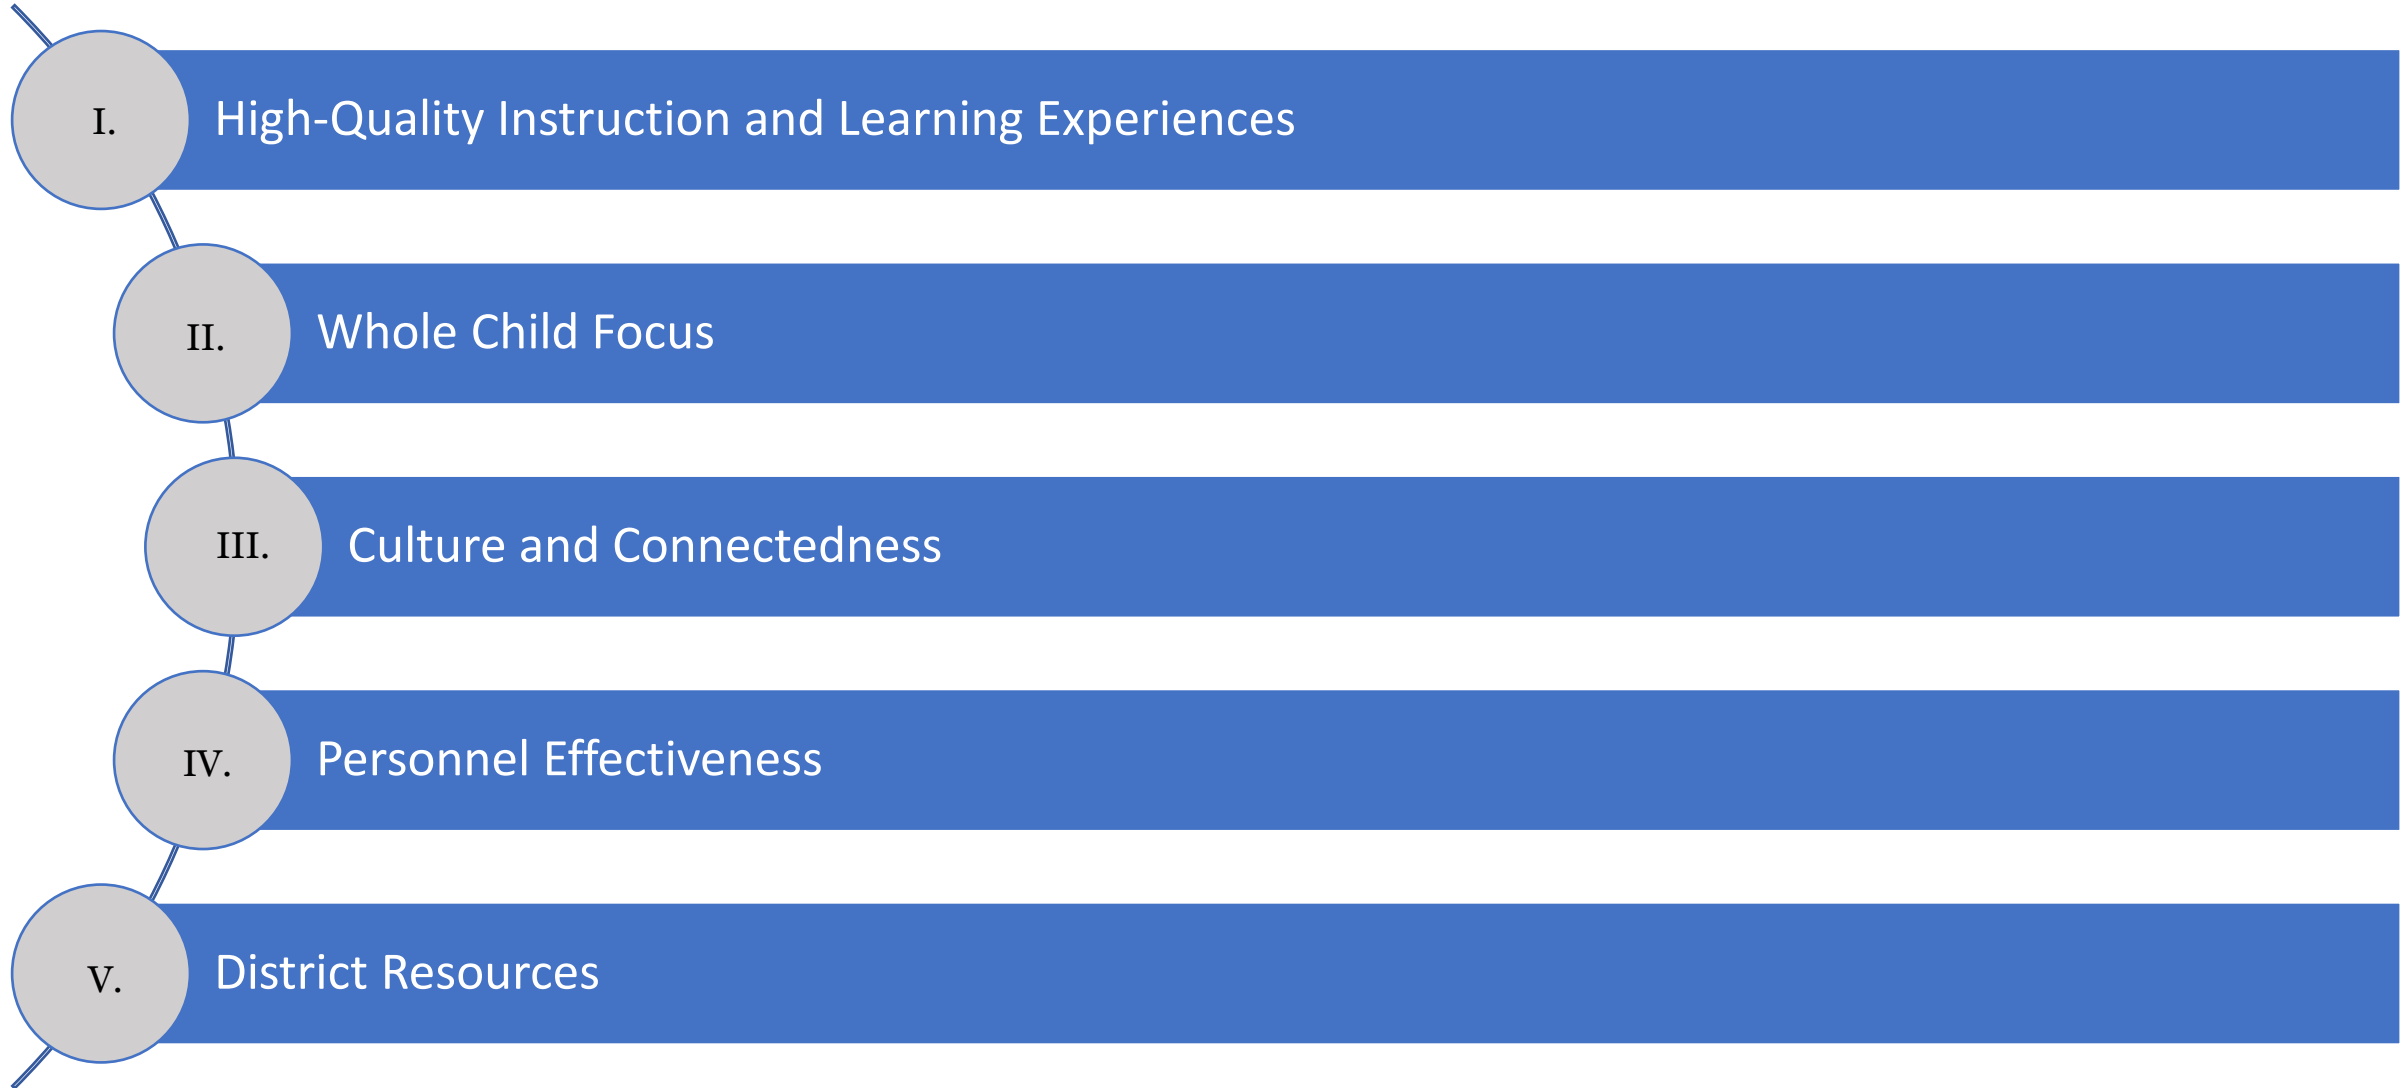 I. High-Quality Instruction and Learning Experiences
II. Whole Child Focus
III. Culture and Connectedness
IV. Personnel Effectiveness
V. District Resources